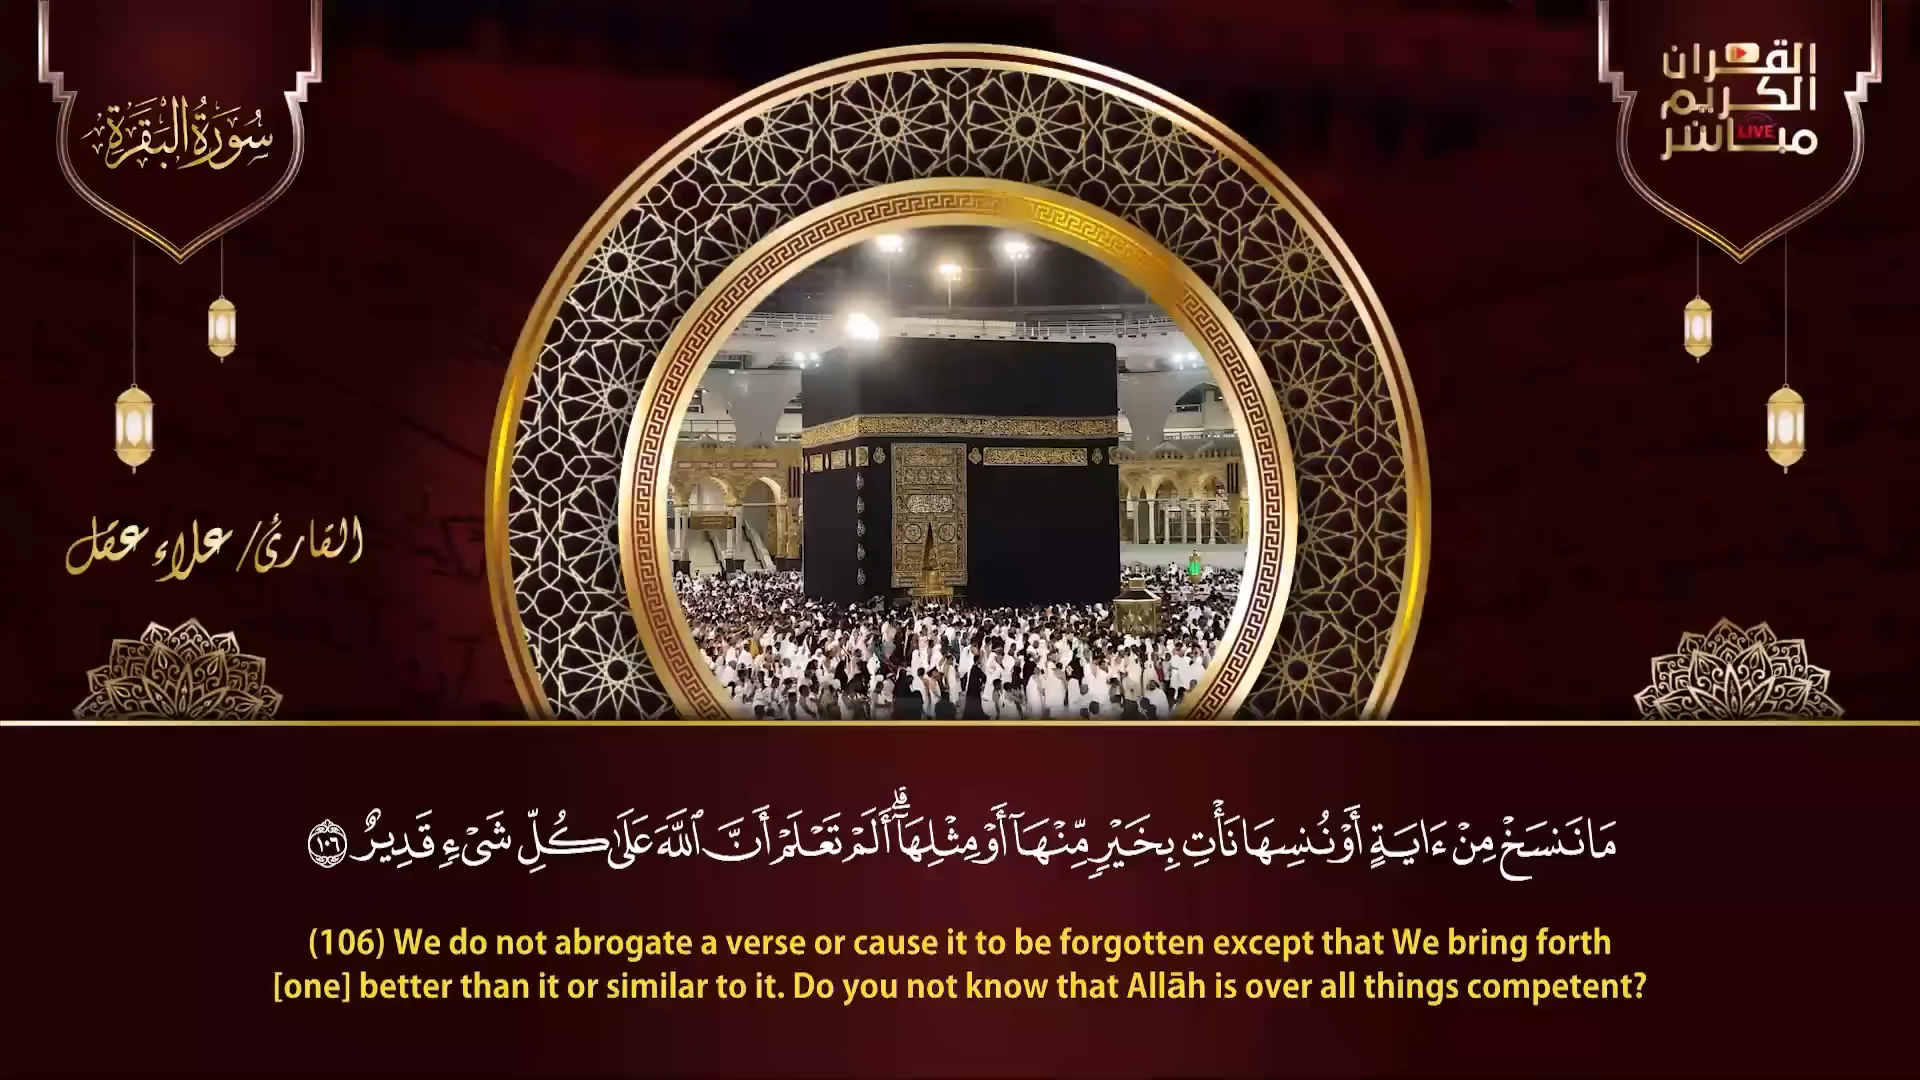 سُورَةُ البَقَرَةِ
القران
الكريم
مباشر
LIVE
القارئ/ علاء عقل
مَا نَنسَخْ مِنْ ءَايَةٍ أَوْ نُنسِهَا نَأْتِ بِخَيْرٍ مِّنْهَآ أَوْ مِثْلِهَآ ۗ أَلَمْ تَعْلَمْ أَنَّ ٱللَّهَ عَلَىٰ كُلِّ شَىْءٍ قَدِيرٌ ١٠٦
(106) We do not abrogate a verse or cause it to be forgotten except that We bring forth
[one] better than it or similar to it. Do you not know that Allāh is over all things competent?